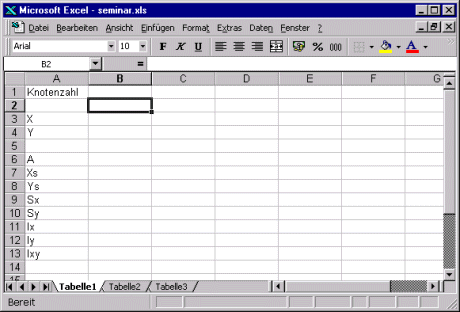 Microsoft Excel - seminar.xls
Datei Bearbeiten Ansicht Einfügen Format Extras Daten Fenster ?
Arial 10 F K U % 000 A
B2 =
A B C D E F G
1 Knotenzahl
2
3 X
4 Y
5
6 A
7 Xs
8 Ys
9 Sx
10 Sy
11 Ix
12 Iy
13 Ixy
14
15
Tabelle1 Tabelle2 Tabelle3
Bereit